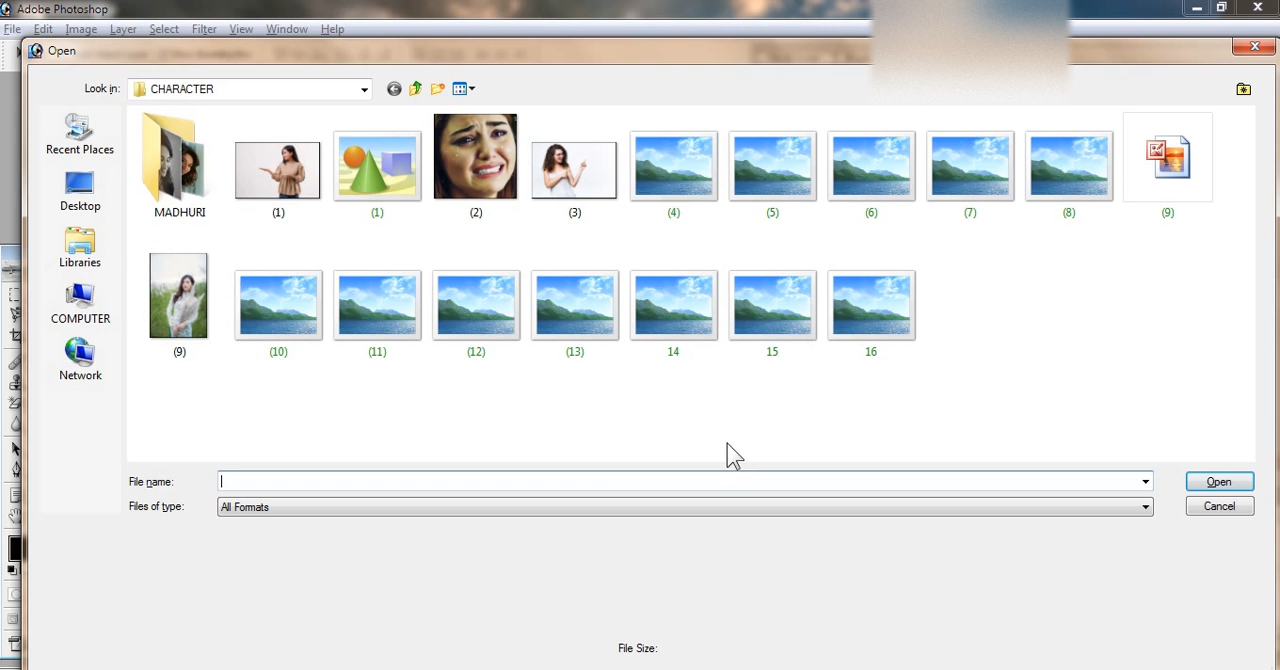 Adobe Photoshop
File Edit Image Layer Select Filter View Window Help
Open
Look in: CHARACTER
Recent Places
Desktop
Libraries
COMPUTER
Network
MADHURI (1) (1) (2) (3) (4) (5) (6) (7) (8) (9)
(9) (10) (11) (12) (13) 14 15 16
File name: Open
Files of type: All Formats Cancel
File Size: